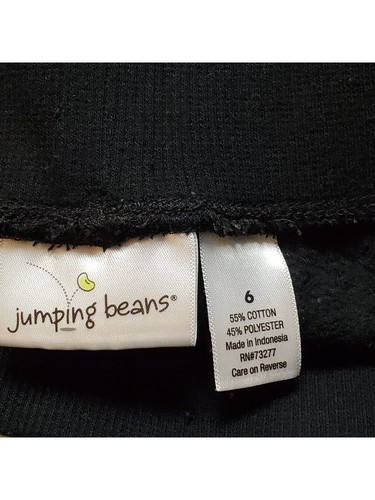 jumping beans®
6
55% COTTON
45% POLYESTER
Made in Indonesia
RN#73277
Care on Reverse